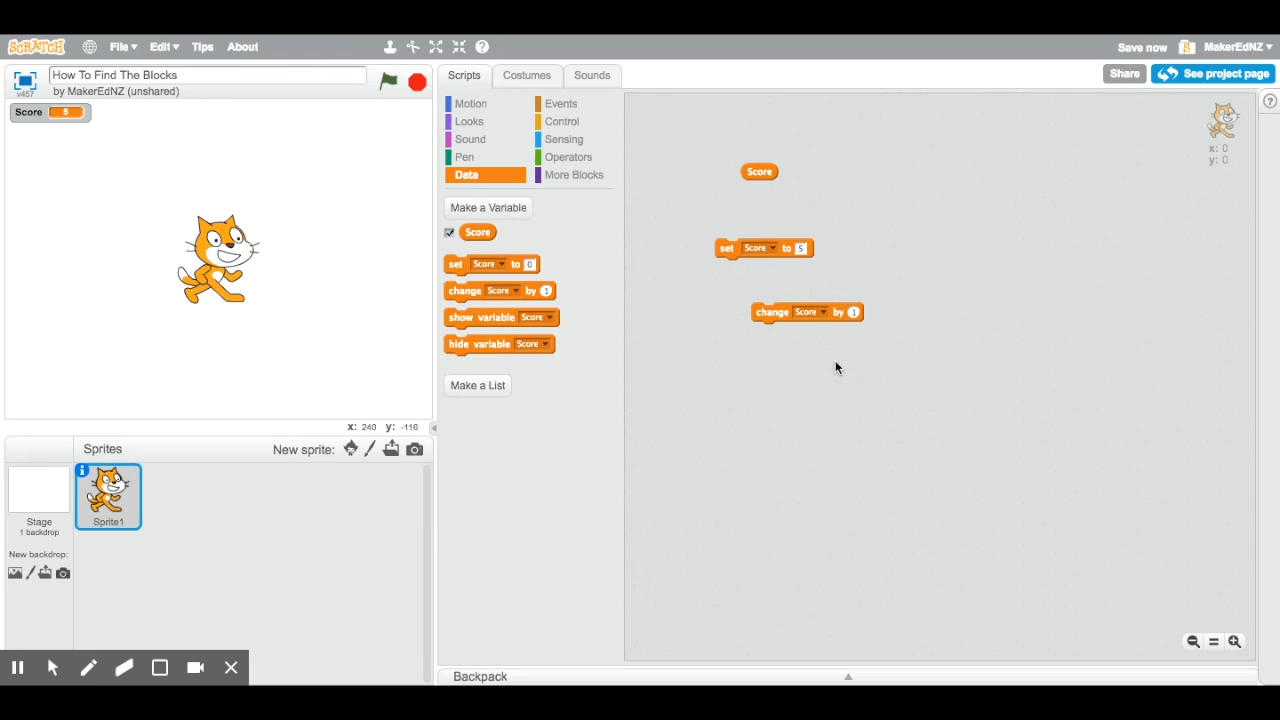 SCRATCH File Edit Tips About Save now MakerEdNZ
v457 How To Find The Blocks
by MakerEdNZ (unshared)
Scripts Costumes Sounds Share See project page
Score 5
Motion Events
Looks Control
Sound Sensing
Pen Operators
Data More Blocks
x: 0
y: 0
Make a Variable
Score
set Score to 0
change Score by 1
show variable Score
hide variable Score
Make a List
Score
set Score to 5
change Score by 1
x: 240 y: -116
Sprites New sprite:
Stage
1 backdrop
Sprite1
New backdrop:
Backpack